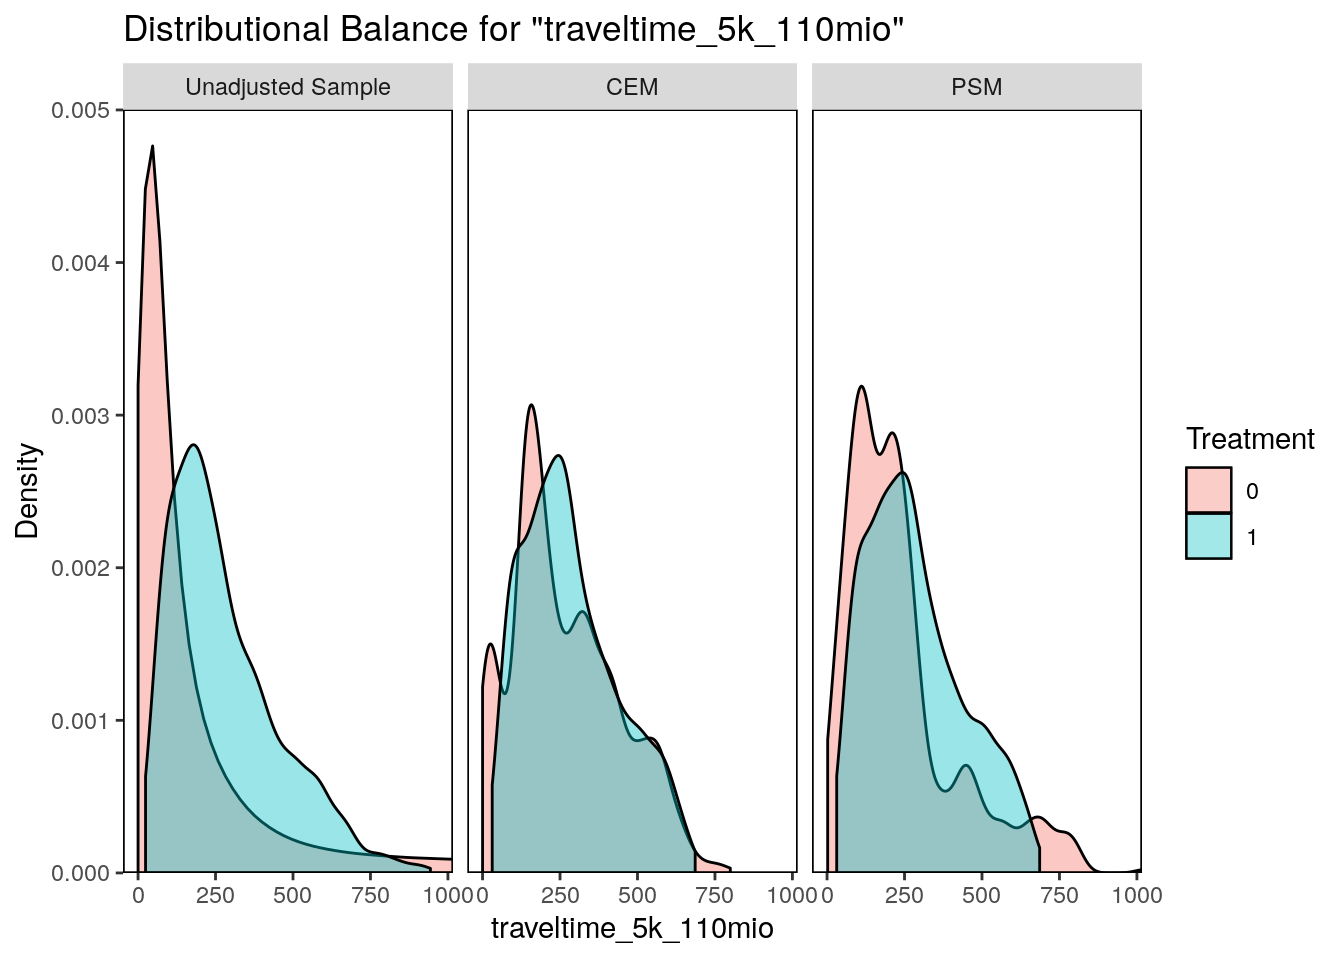 Distributional Balance for "traveltime_5k_110mio"
Unadjusted Sample
CEM
PSM
0.005
0.004
0.003
0.002
0.001
0.000
Density
0 250 500 750 1000
0 250 500 750 1000
0 250 500 750 1000
traveltime_5k_110mio
Treatment
0
1